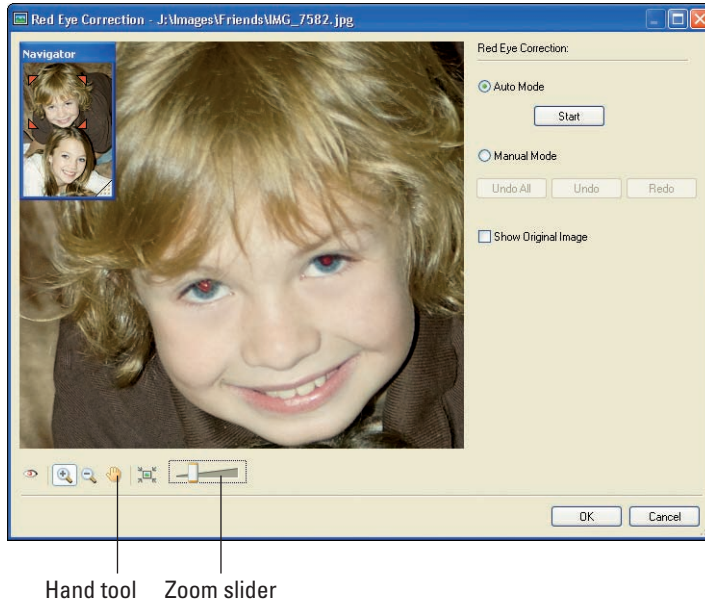 Red Eye Correction - J:\Images\Friends\IMG_7582.jpg
Navigator
Red Eye Correction:
Auto Mode
Start
Manual Mode
Undo All Undo Redo
Show Original Image
OK Cancel
Hand tool Zoom slider